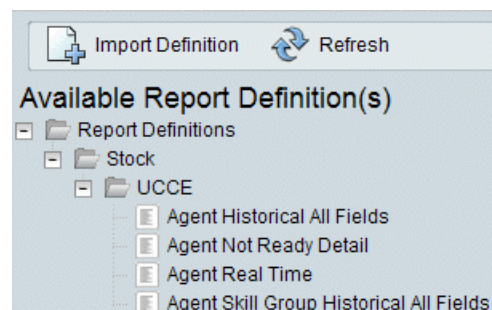 Import Definition Refresh
Available Report Definition(s)
Report Definitions
Stock
UCCE
Agent Historical All Fields
Agent Not Ready Detail
Agent Real Time
Agent Skill Group Historical All Fields